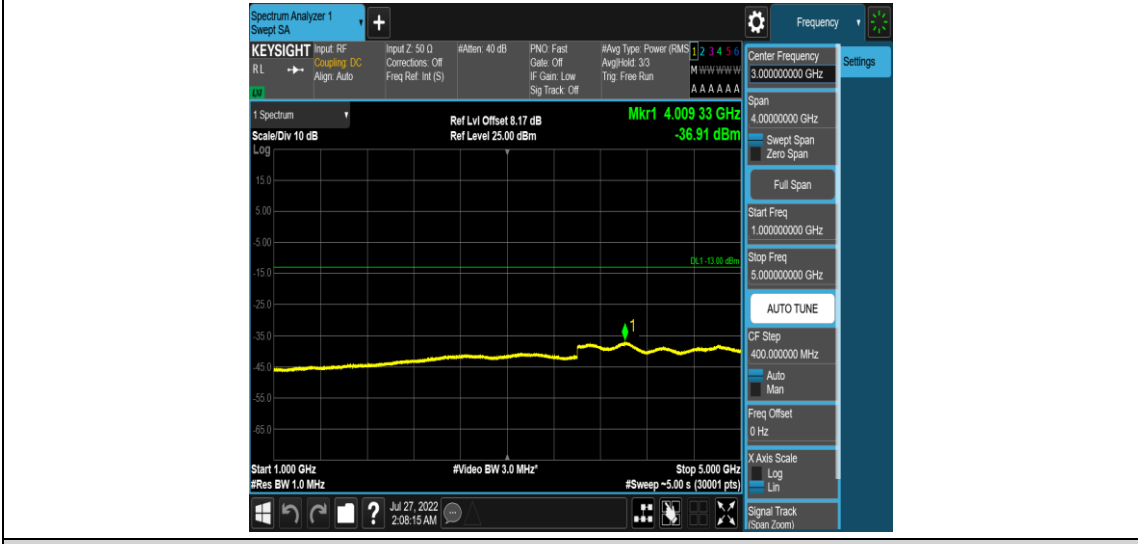 Spectrum Analyzer 1
Swept SA
+
Frequency
KEYSIGHT
RL
LXI
Input: RF
Coupling: DC
Align: Auto
Input Z: 50 Ω
Corrections: Off
Freq Ref: Int (S)
#Atten: 40 dB
PNO: Fast
Gate: Off
IF Gain: Low
Sig Track: Off
#Avg Type: Power (RMS
Avg|Hold: 3/3
Trig: Free Run
1 2 3 4 5 6
M W W W W W
A A A A A A
1 Spectrum
Scale/Div 10 dB
Log
Ref Lvl Offset 8.17 dB
Ref Level 25.00 dBm
Mkr1 4.009 33 GHz
-36.91 dBm
15.0
5.00
-5.00
-15.0
-25.0
-35.0
-45.0
-55.0
-65.0
DL1 -13.00 dBm
1
Start 1.000 GHz
#Res BW 1.0 MHz
#Video BW 3.0 MHz*
Stop 5.000 GHz
#Sweep ~5.00 s (30001 pts)
?
Jul 27, 2022
2:08:15 AM
Center Frequency
3.000000000 GHz
Settings
Span
4.00000000 GHz
Swept Span
Zero Span
Full Span
Start Freq
1.000000000 GHz
Stop Freq
5.000000000 GHz
AUTO TUNE
CF Step
400.000000 MHz
Auto
Man
Freq Offset
0 Hz
X Axis Scale
Log
Lin
Signal Track
(Span Zoom)